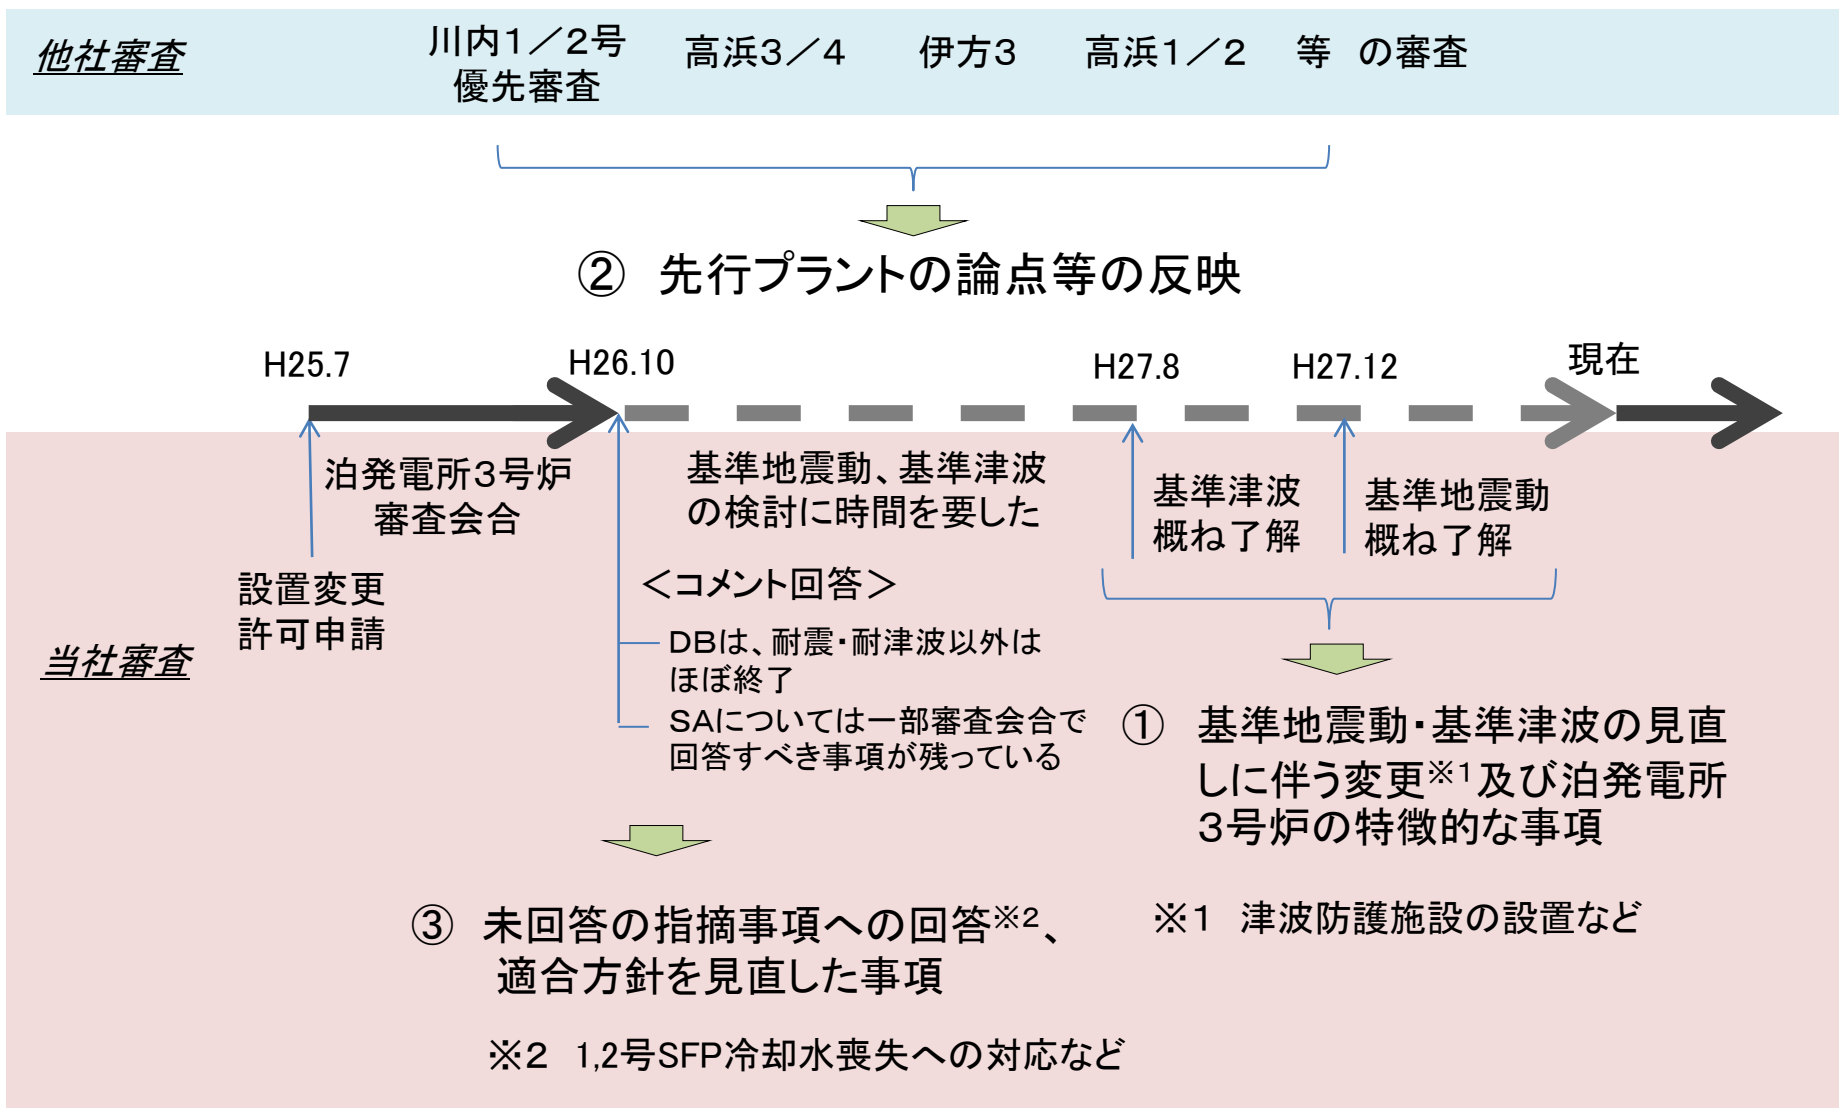 他社審査
川内1／2号
優先審査
高浜3／4
伊方3
高浜1／2
等 の審査
② 先行プラントの論点等の反映
H25.7
H26.10
H27.8
H27.12
現在
泊発電所3号炉
審査会合
基準地震動、基準津波
の検討に時間を要した
基準津波
概ね了解
基準地震動
概ね了解
設置変更
許可申請
＜コメント回答＞
当社審査
DBは、耐震・耐津波以外は
ほぼ終了
SAについては一部審査会合で
回答すべき事項が残っている
① 基準地震動・基準津波の見直
しに伴う変更※1及び泊発電所
3号炉の特徴的な事項
※1 津波防護施設の設置など
③ 未回答の指摘事項への回答※2、
適合方針を見直した事項
※2 1,2号SFP冷却水喪失への対応など